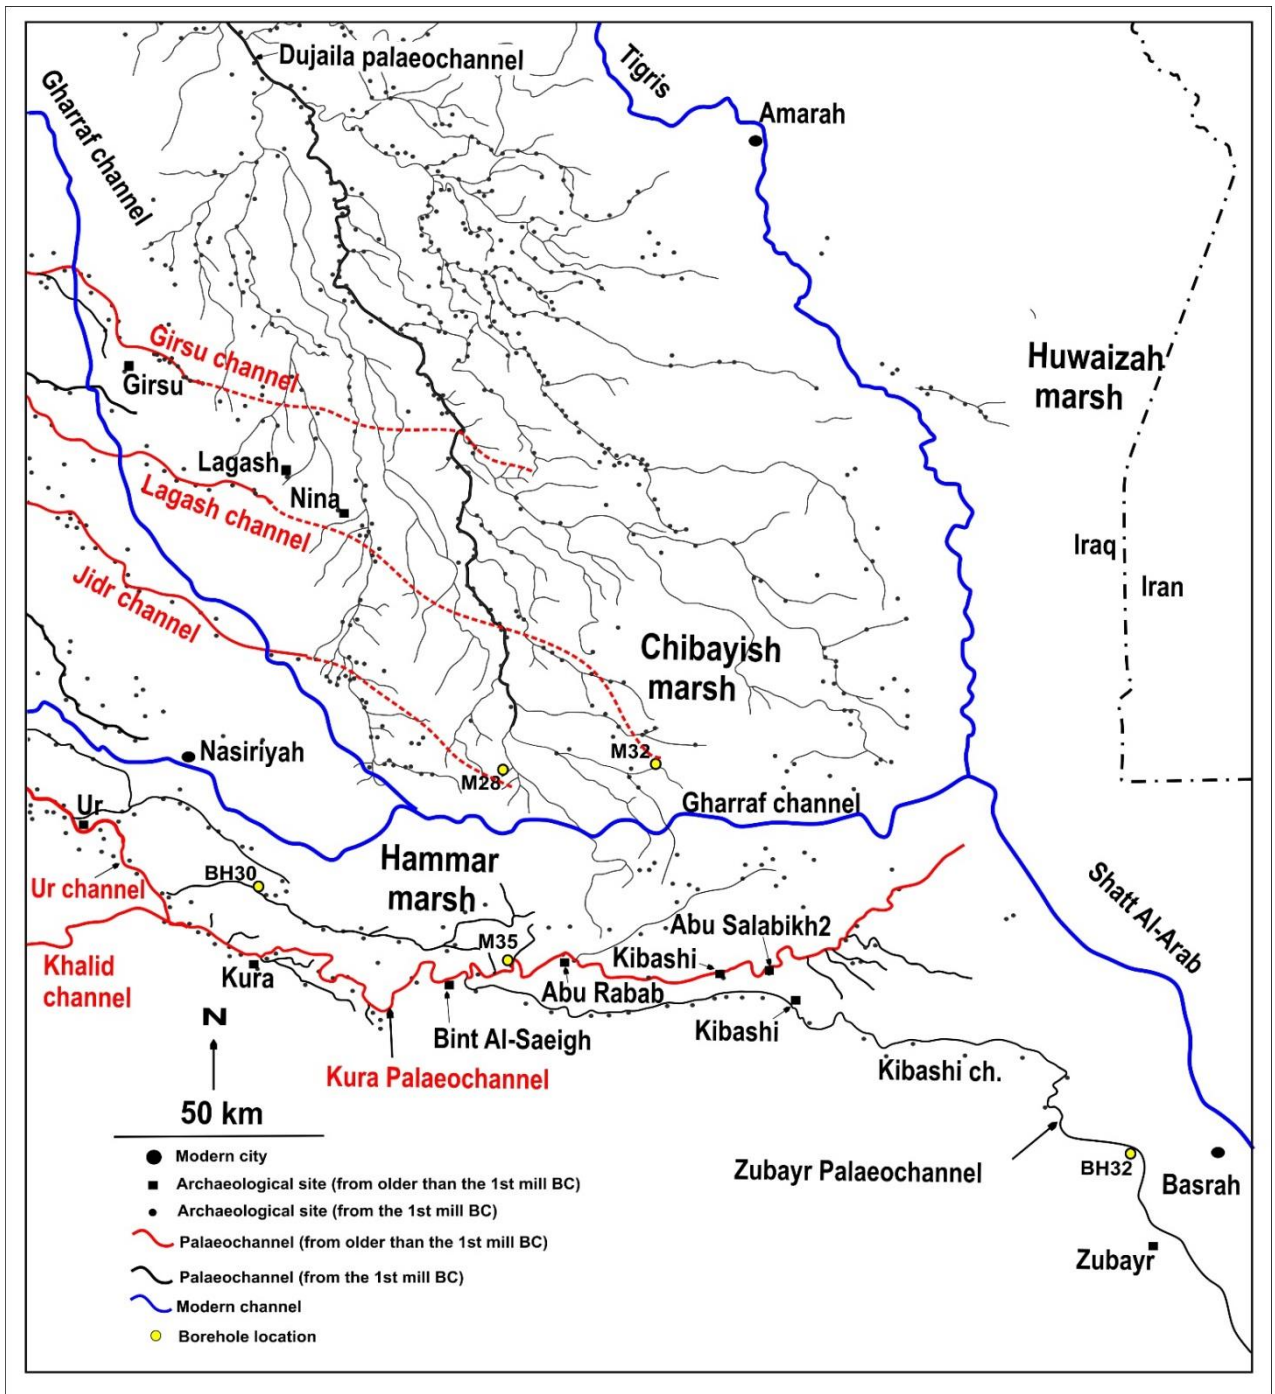 Dujaila palaeochannel
Tigris
Gharraf channel
Amarah
Girsu channel
Huwaizah
marsh
Girsu
Lagash
Nina
Lagash channel
Iraq
Iran
Jidr channel
Chibayish
marsh
Nasiriyah
M32
M28
Gharraf channel
Ur
Hammar
marsh
BH30
Ur channel
Shatt Al-Arab
Abu Salabikh2
M35
Kibashi
Khalid
channel
Kura
Abu Rabab
N
Bint Al-Saeigh
Kibashi
Kibashi ch.
Kura Palaeochannel
50 km
Zubayr Palaeochannel
BH32
Basrah
Zubayr
Modern city
Archaeological site (from older than the 1st mill BC)
Archaeological site (from the 1st mill BC)
Palaeochannel (from older than the 1st mill BC)
Palaeochannel (from the 1st mill BC)
Modern channel
Borehole location